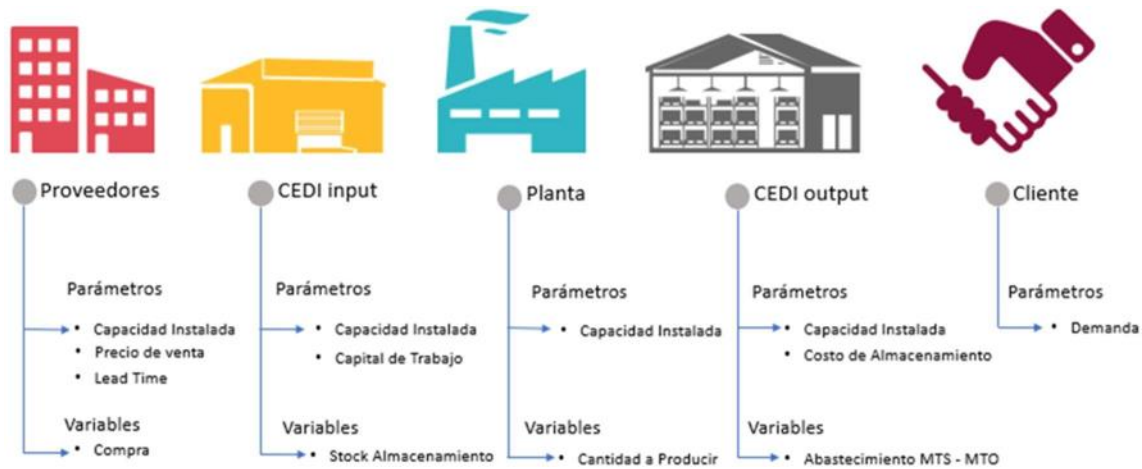 Proveedores
Parámetros
• Capacidad Instalada
• Precio de venta
• Lead Time
Variables
• Compra
CEDI input
Parámetros
• Capacidad Instalada
• Capital de Trabajo
Variables
• Stock Almacenamiento
Planta
Parámetros
• Capacidad Instalada
Variables
• Cantidad a Producir
CEDI output
Parámetros
• Capacidad Instalada
• Costo de Almacenamiento
Variables
• Abastecimiento MTS - MTO
Cliente
Parámetros
• Demanda